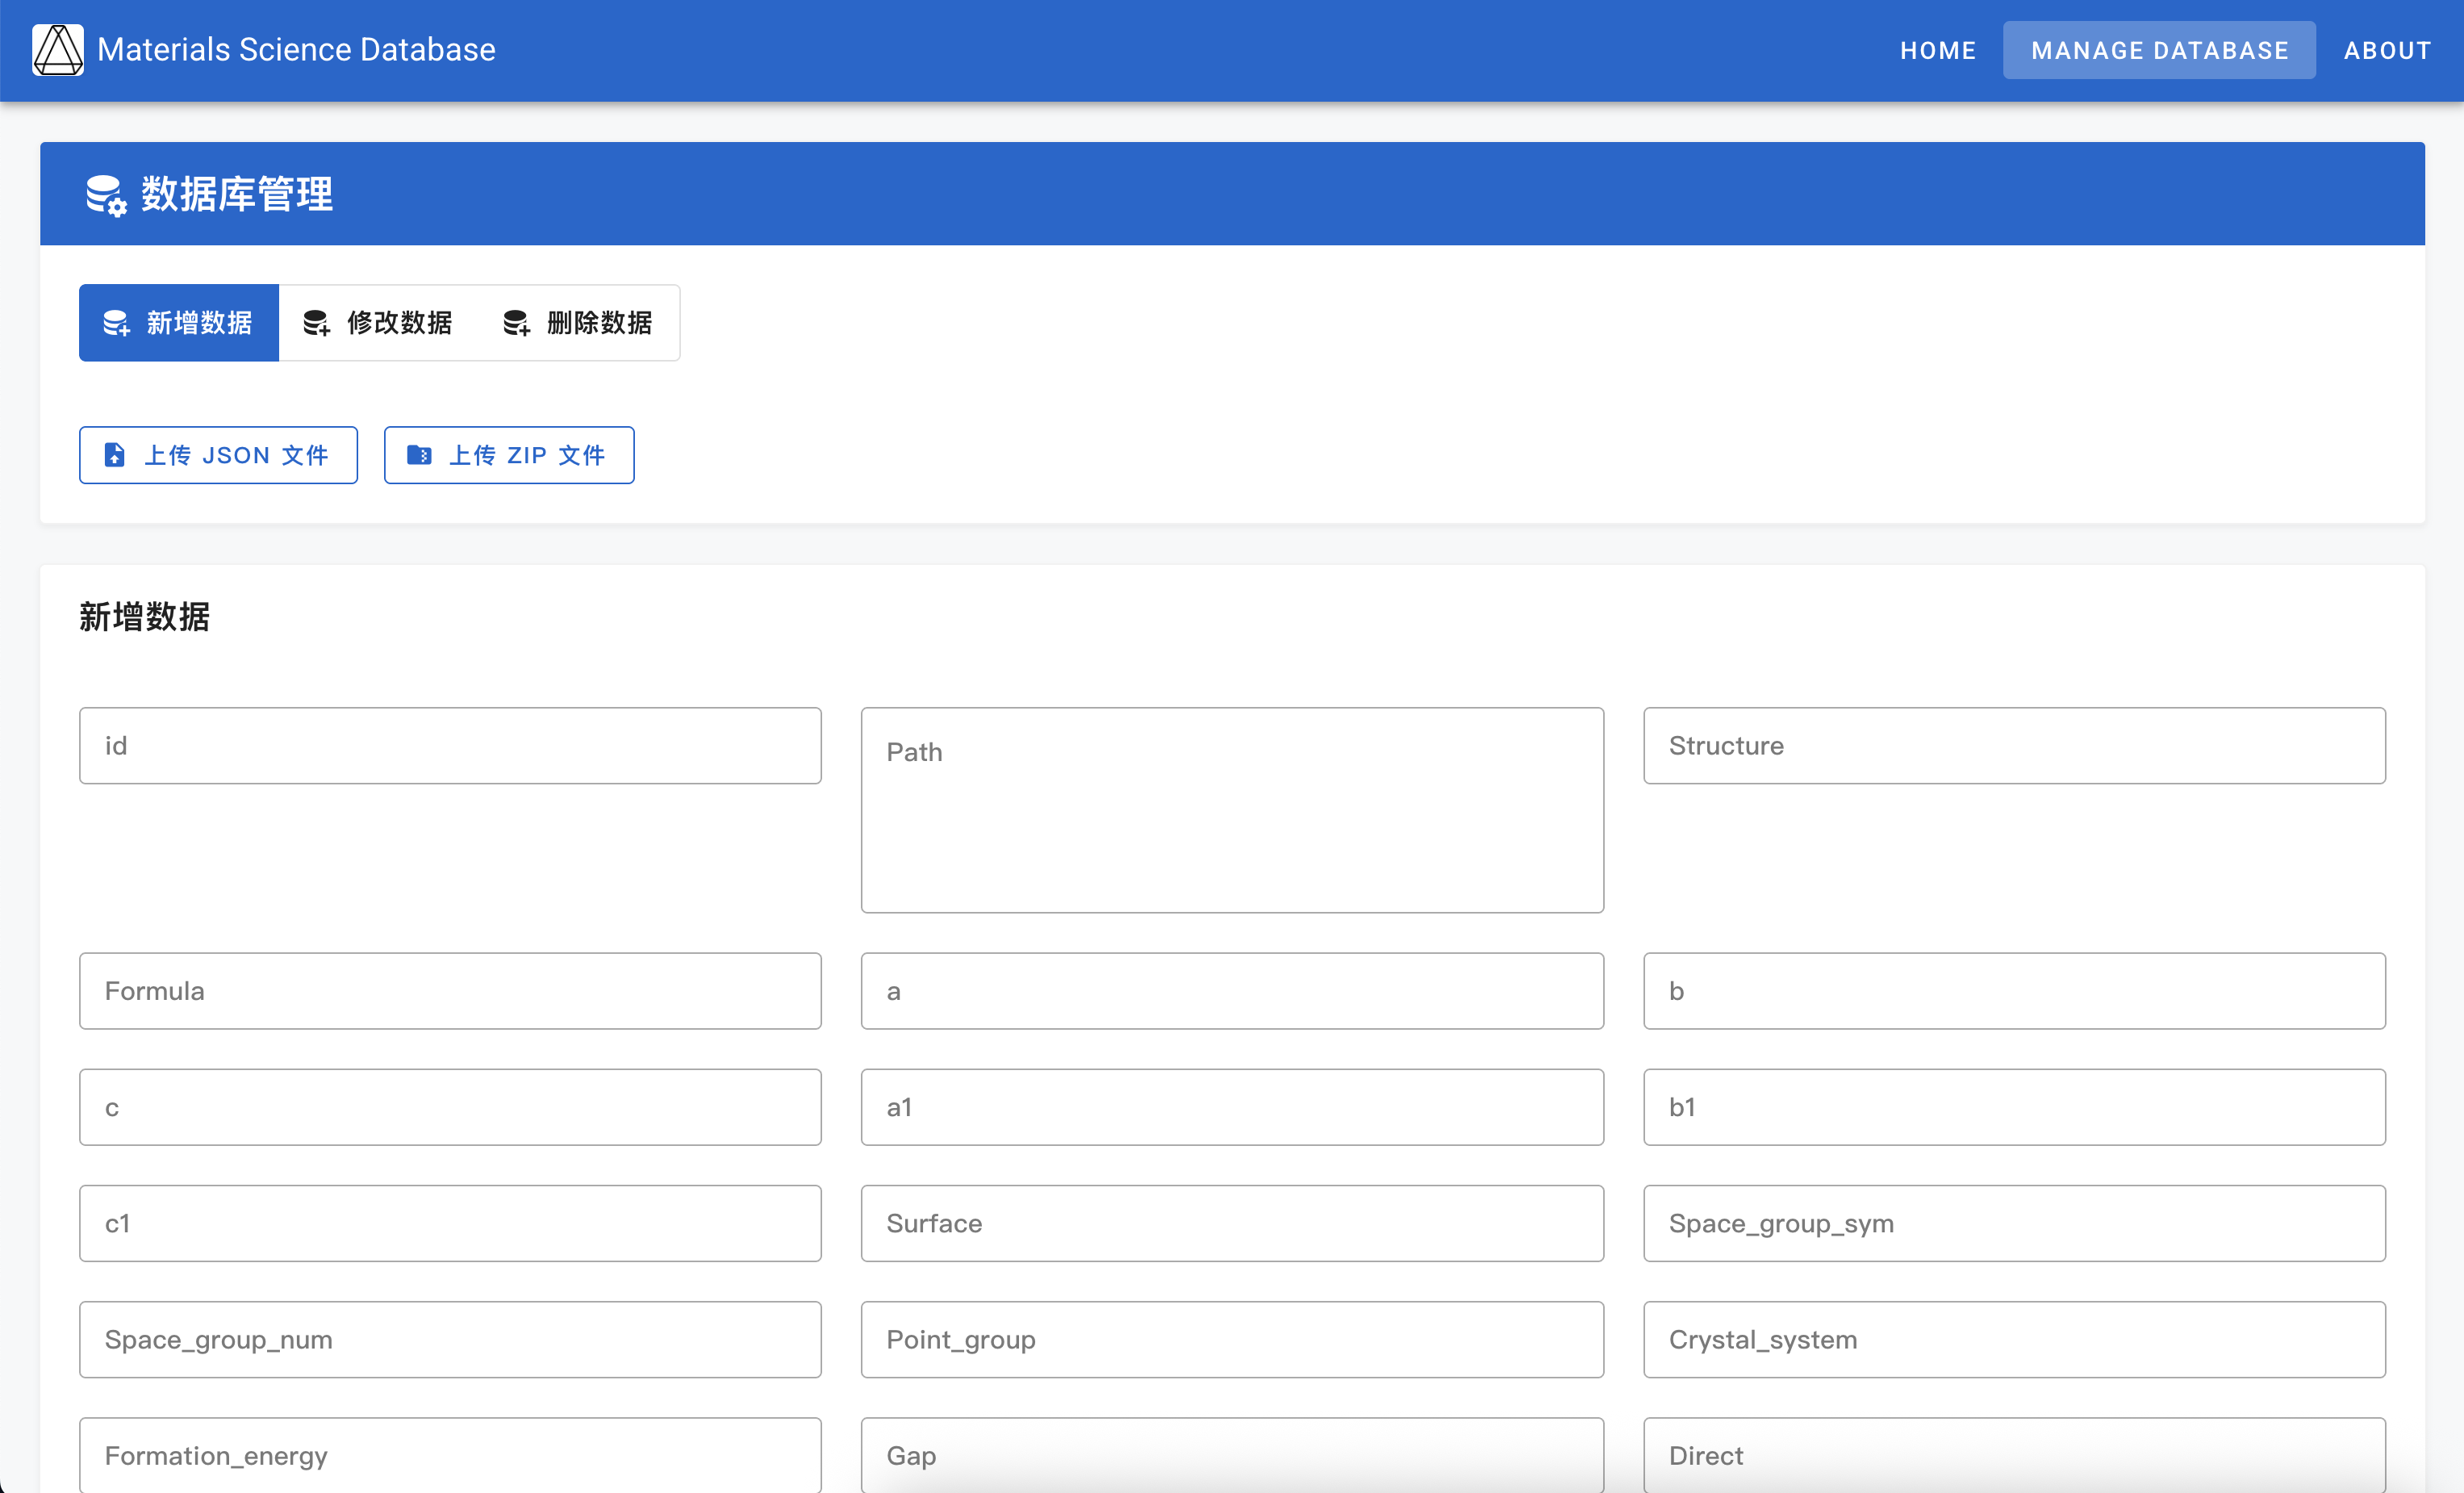 Materials Science Database
HOME MANAGE DATABASE ABOUT
数据库管理
新增数据 修改数据 删除数据
上传 JSON 文件 上传 ZIP 文件
新增数据
id Path Structure
Formula a b
c a1 b1
c1 Surface Space_group_sym
Space_group_num Point_group Crystal_system
Formation_energy Gap Direct